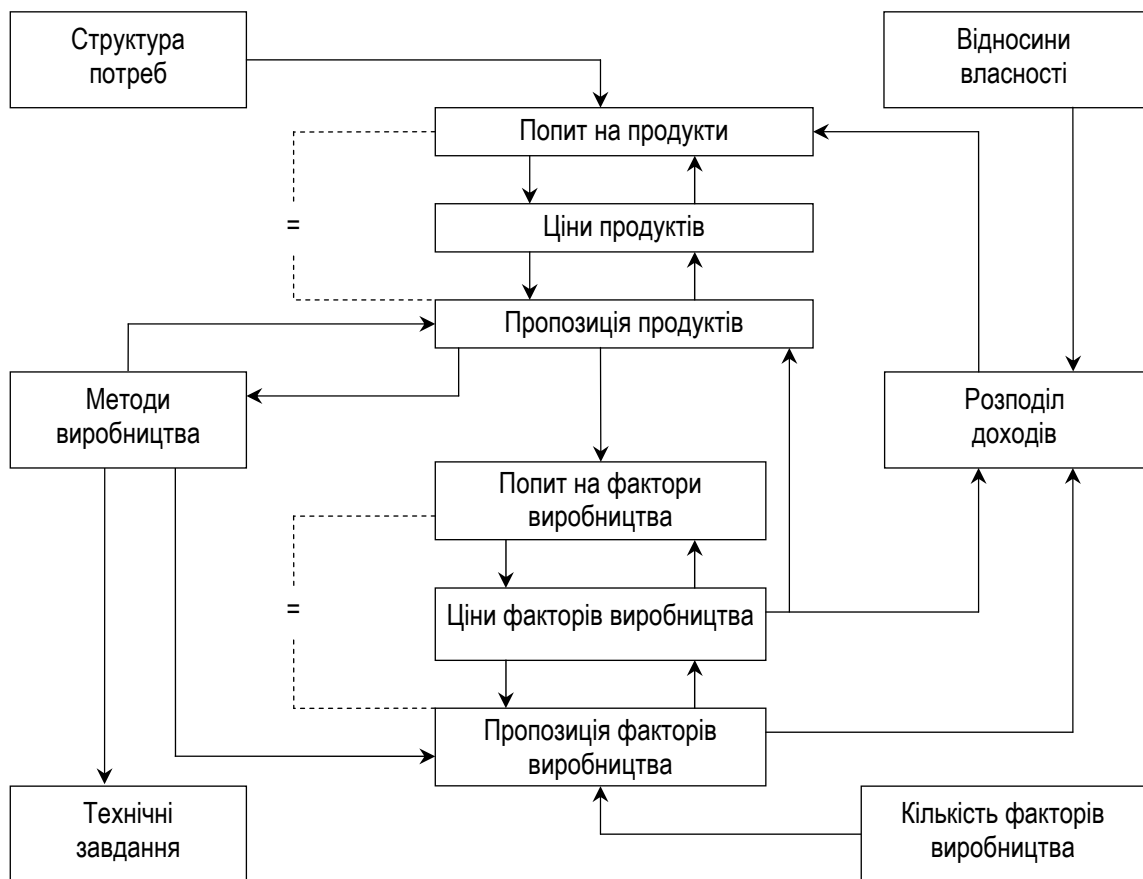 Структура
потреб
Відносини
власності
Попит на продукти
=
Ціни продуктів
Пропозиція продуктів
Методи
виробництва
Розподіл
доходів
Попит на фактори
виробництва
=
Ціни факторів виробництва
Пропозиція факторів
виробництва
Технічні
завдання
Кількість факторів
виробництва